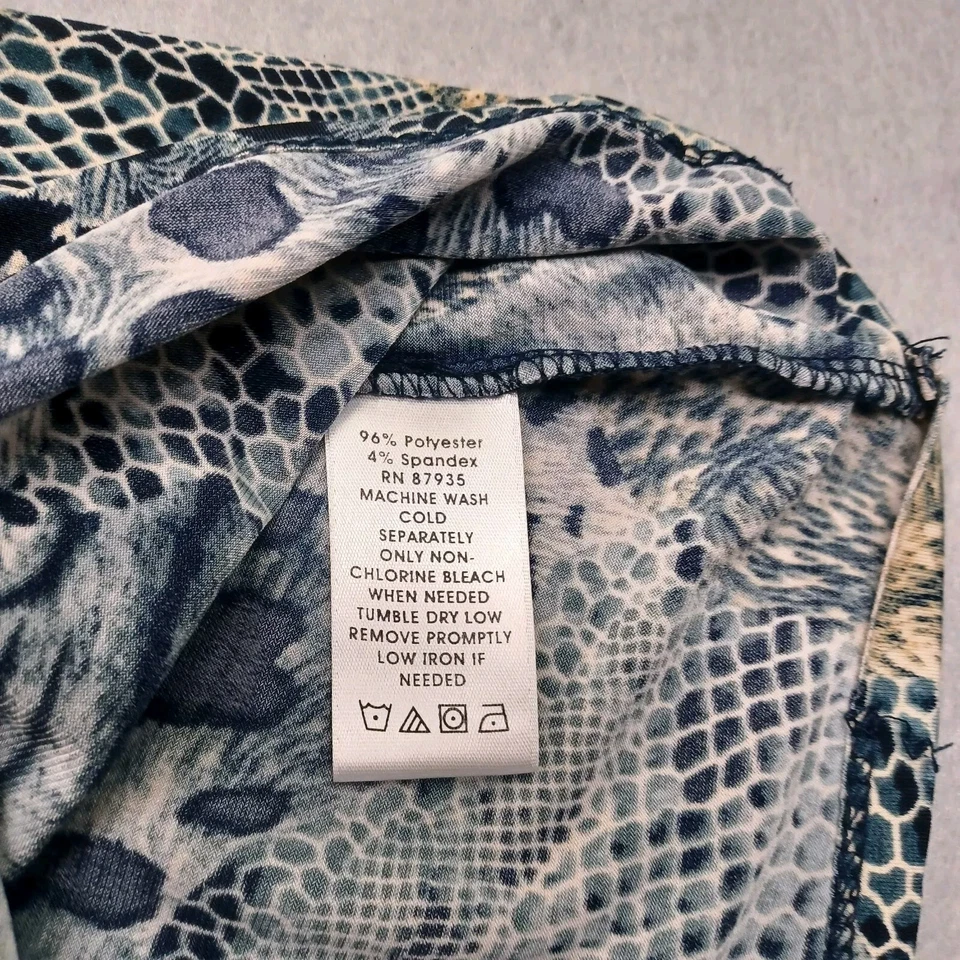 96% Polyester
4% Spandex
RN 87935
MACHINE WASH
COLD
SEPARATELY
ONLY NON-
CHLORINE BLEACH
WHEN NEEDED
TUMBLE DRY LOW
REMOVE PROMPTLY
LOW IRON IF
NEEDED